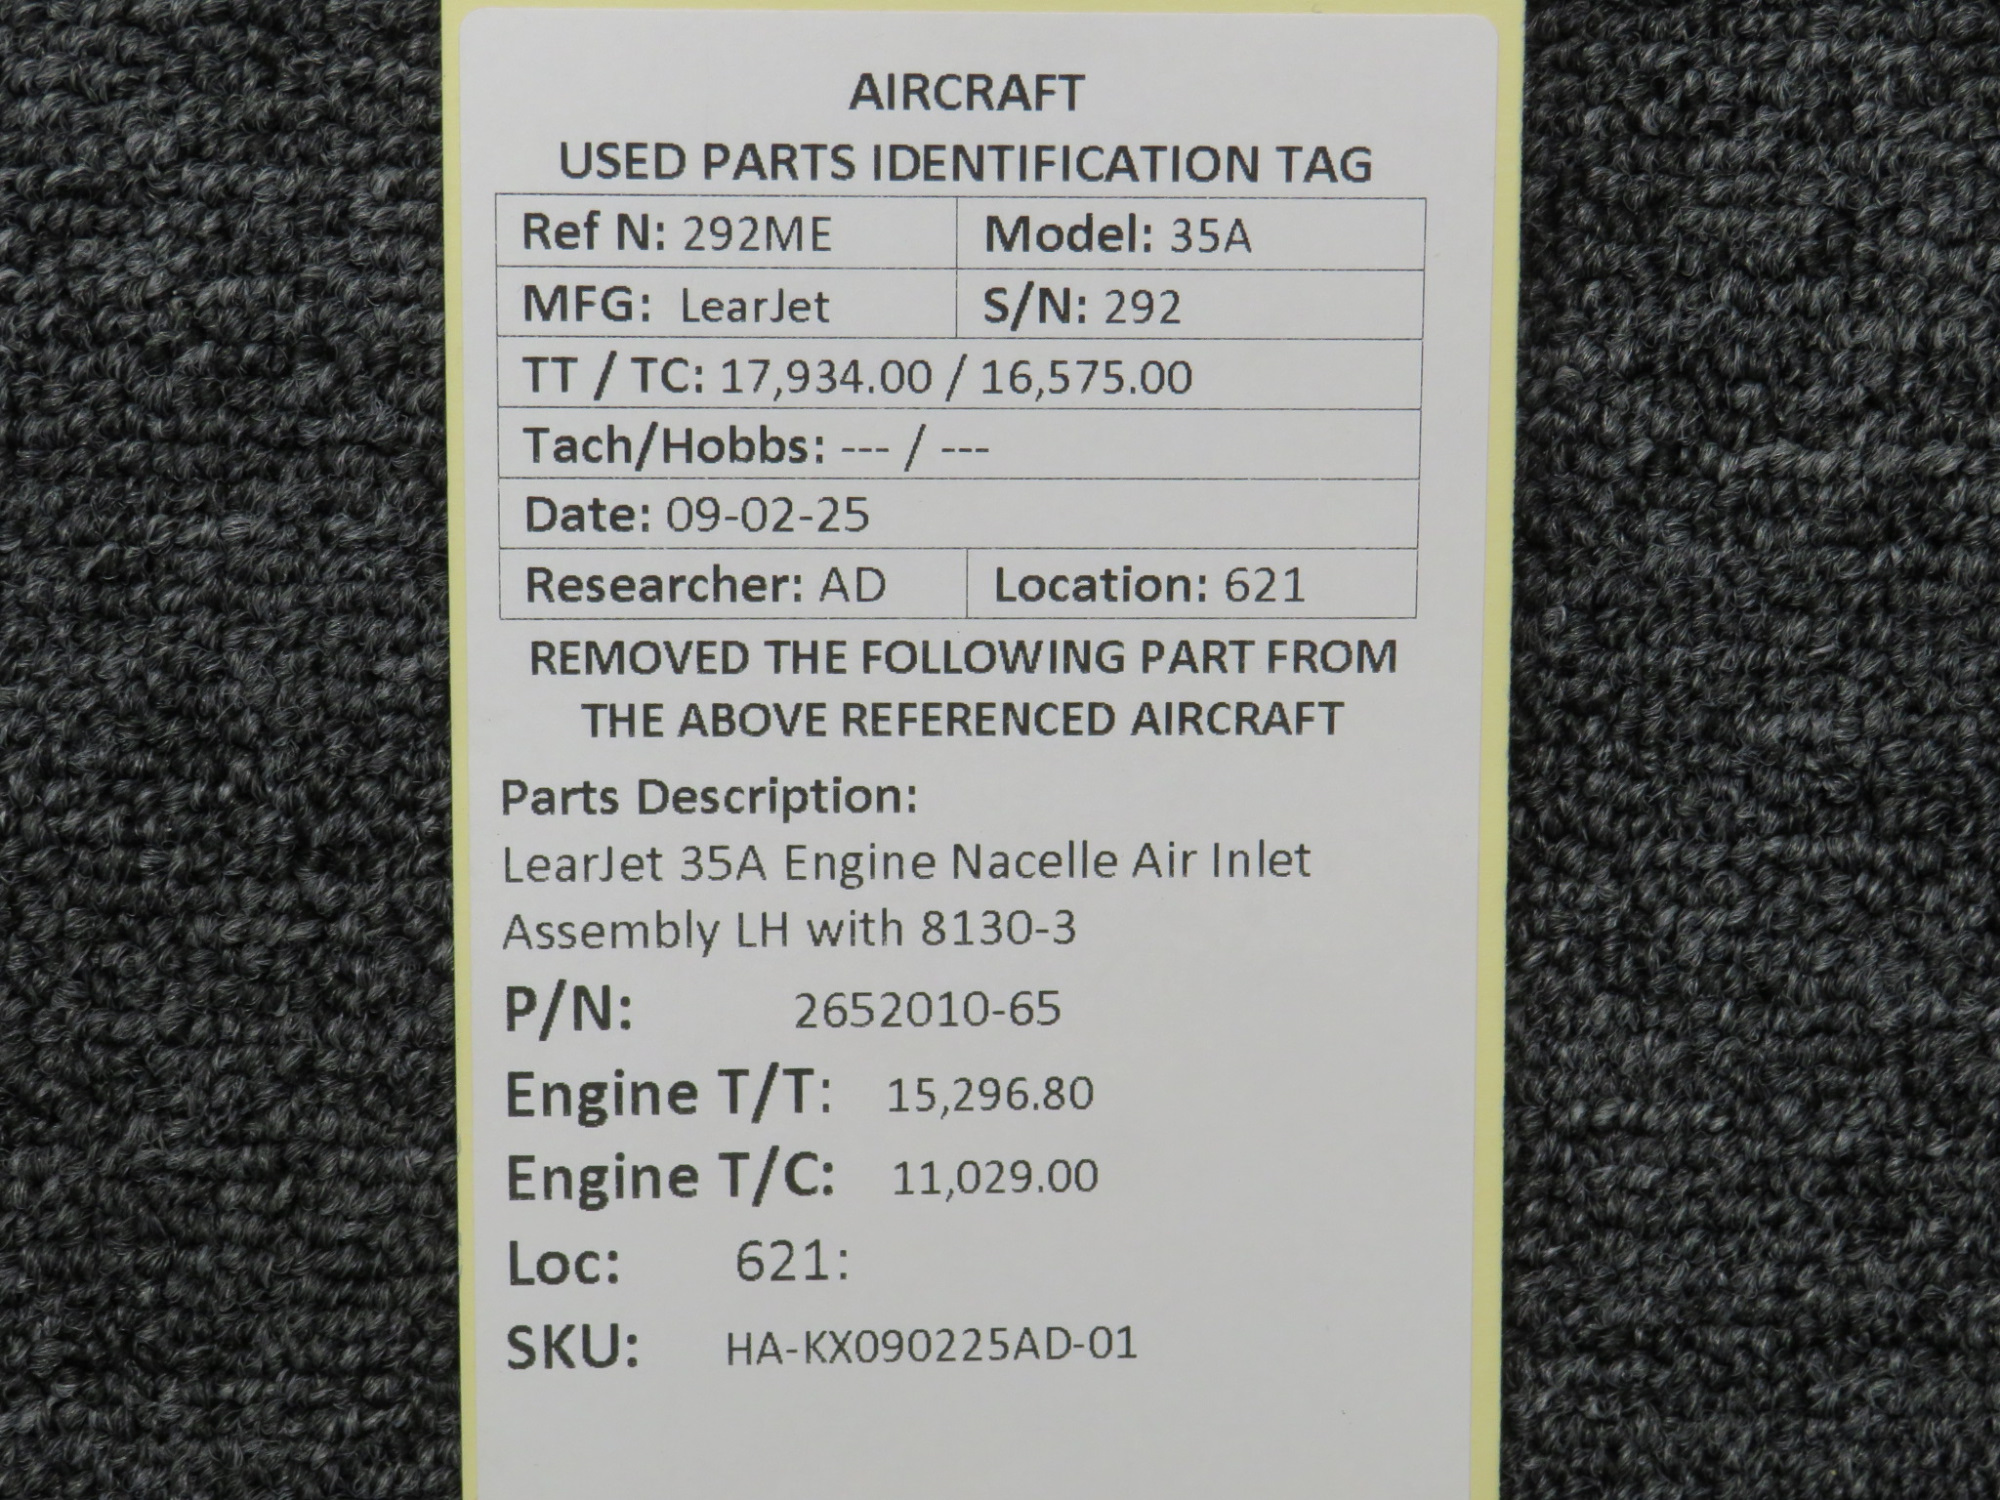 AIRCRAFT
USED PARTS IDENTIFICATION TAG
Ref N: 292ME Model: 35A
MFG: LearJet S/N: 292
TT / TC: 17,934.00 / 16,575.00
Tach/Hobbs: --- / ---
Date: 09-02-25
Researcher: AD Location: 621
REMOVED THE FOLLOWING PART FROM
THE ABOVE REFERENCED AIRCRAFT
Parts Description:
LearJet 35A Engine Nacelle Air Inlet
Assembly LH with 8130-3
P/N: 2652010-65
Engine T/T: 15,296.80
Engine T/C: 11,029.00
Loc: 621:
SKU: HA-KX090225AD-01